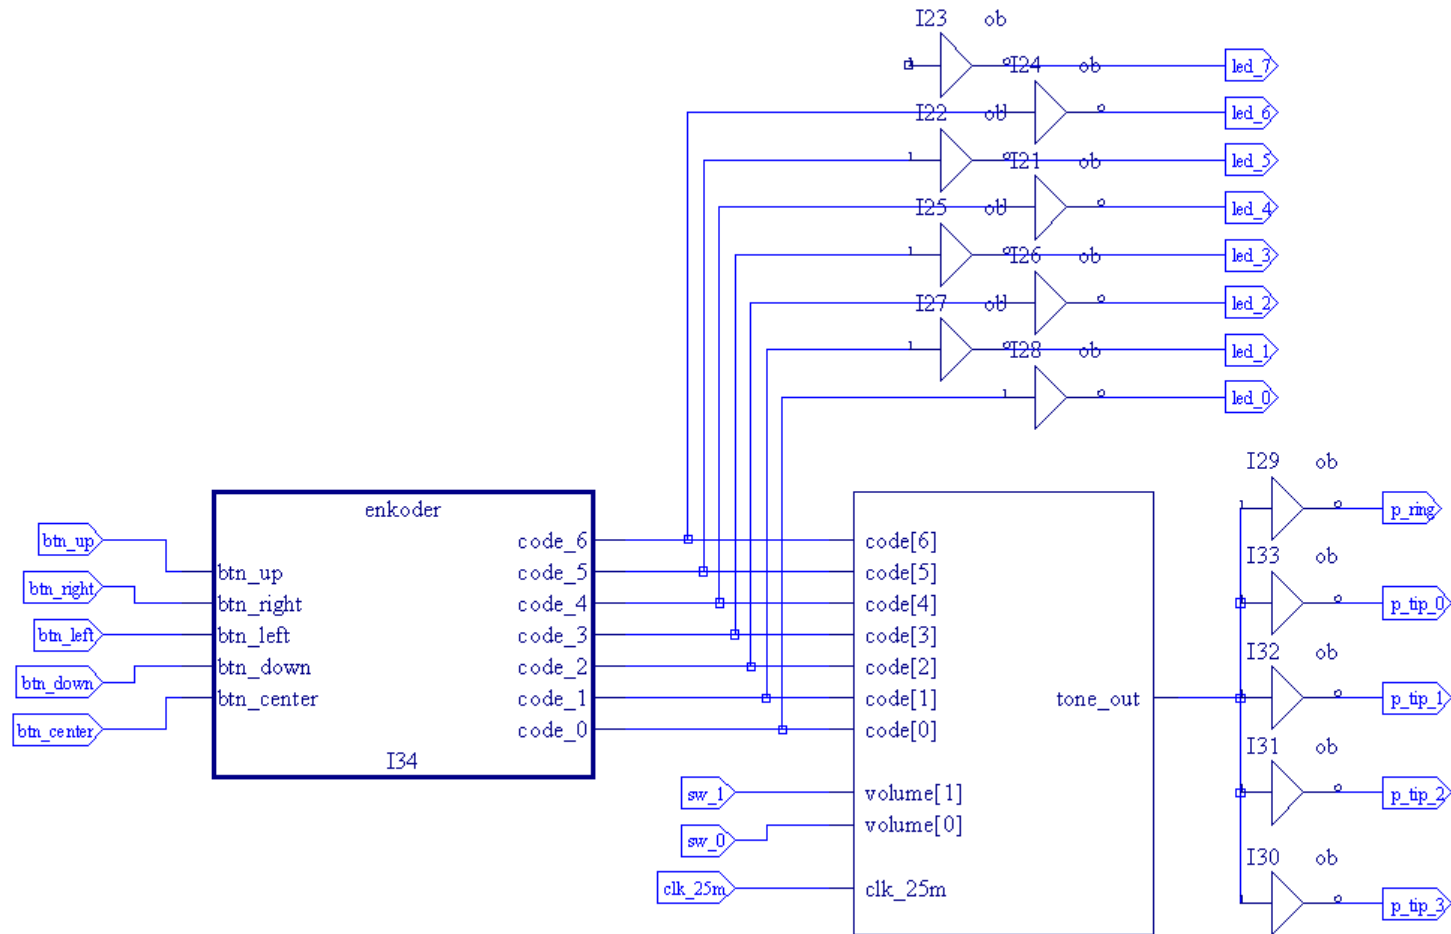 I23 ob
led_7
I24 ob
led_6
I22 ob
led_5
I21 ob
led_4
I25 ob
led_3
I26 ob
led_2
I27 ob
led_1
I28 ob
led_0
I29 ob
p_ring
I33 ob
p_tip_0
I32 ob
p_tip_1
I31 ob
p_tip_2
I30 ob
p_tip_3
btn_up
btn_right
btn_left
btn_down
btn_center
enkoder
btn_up
btn_right
btn_left
btn_down
btn_center
code_6
code_5
code_4
code_3
code_2
code_1
code_0
I34
code[6]
code[5]
code[4]
code[3]
code[2]
code[1]
code[0]
tone_out
sw_1
volume[1]
sw_0
volume[0]
clk_25m
clk_25m